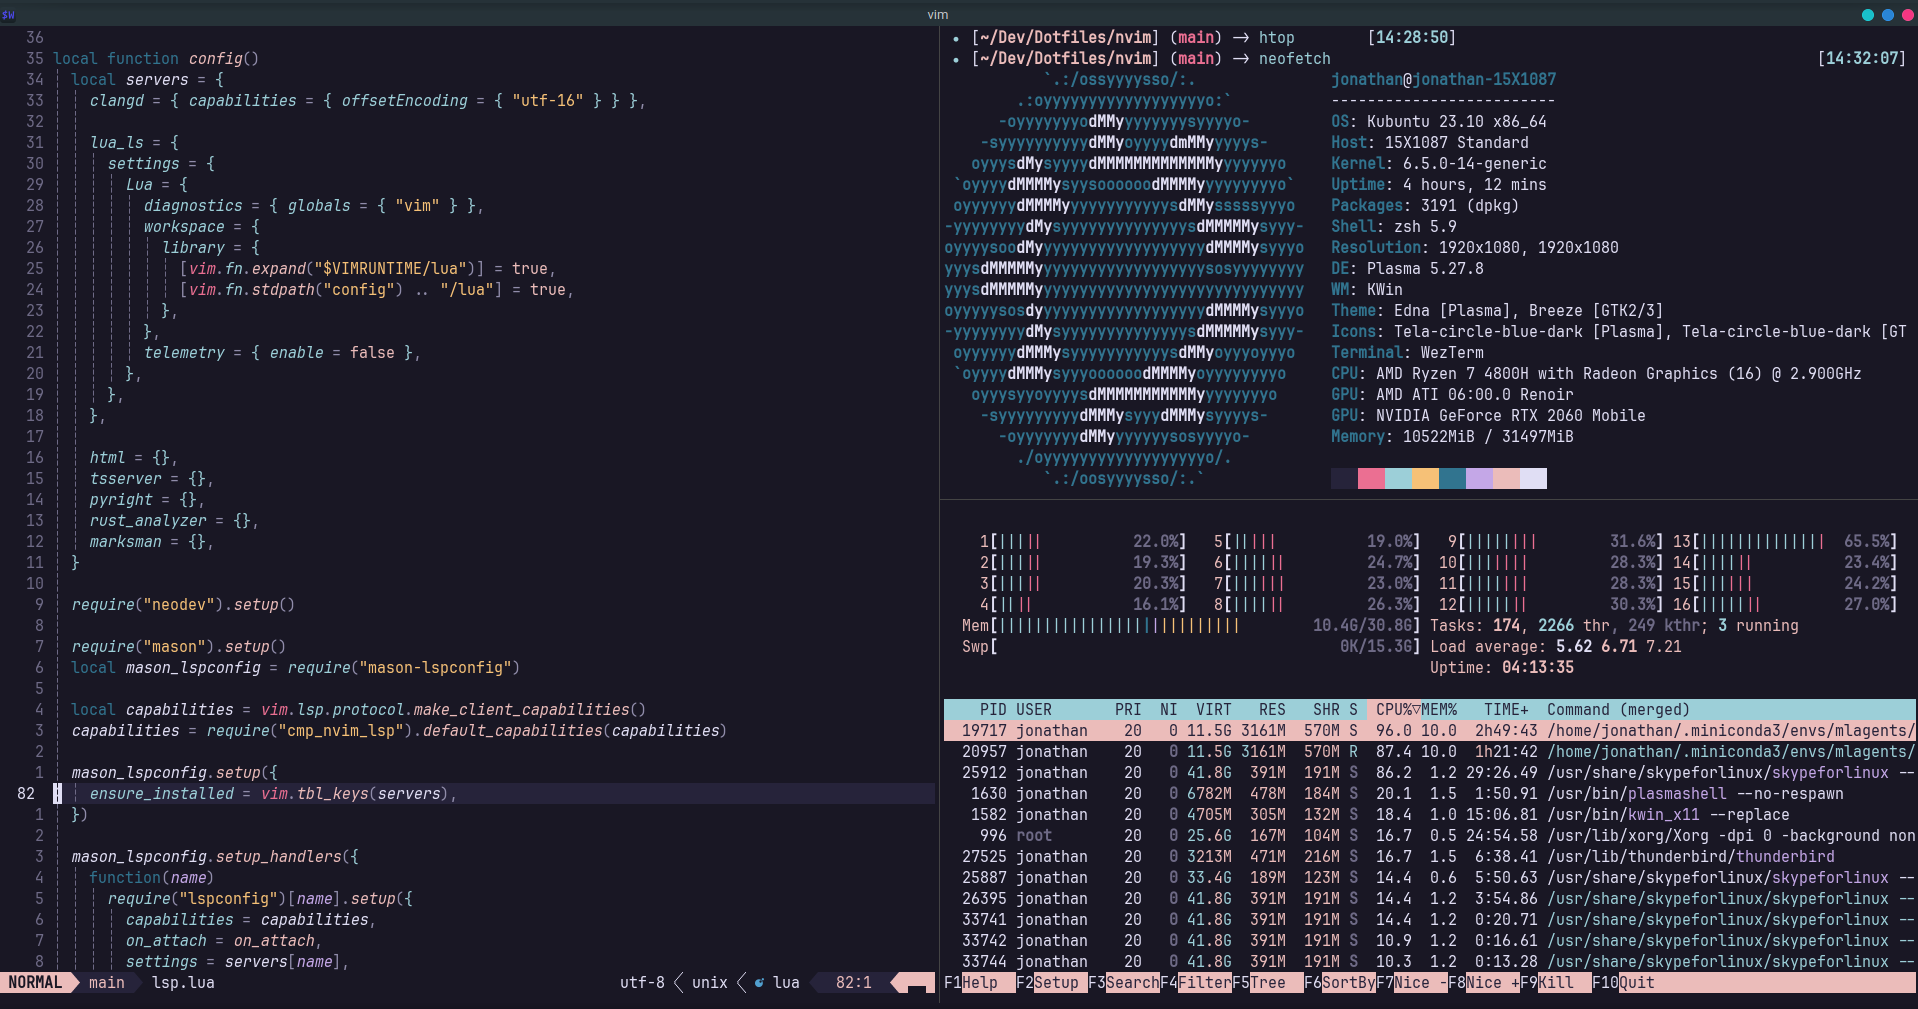 $W
vim
36
35 local function config()
34 local servers = {
33 clangd = { capabilities = { offsetEncoding = { "utf-16" } } },
32
31 lua_ls = {
30 settings = {
29 Lua = {
28 diagnostics = { globals = { "vim" } },
27 workspace = {
26 library = {
25 [vim.fn.expand("$VIMRUNTIME/lua")] = true,
24 [vim.fn.stdpath("config") .. "/lua"] = true,
23 },
22 },
21 telemetry = { enable = false },
20 },
19 },
18 },
17
16 html = {},
15 tsserver = {},
14 pyright = {},
13 rust_analyzer = {},
12 marksman = {},
11 }
10
9 require("neodev").setup()
8
7 require("mason").setup()
6 local mason_lspconfig = require("mason-lspconfig")
5
4 local capabilities = vim.lsp.protocol.make_client_capabilities()
3 capabilities = require("cmp_nvim_lsp").default_capabilities(capabilities)
2
1 mason_lspconfig.setup({
82 ensure_installed = vim.tbl_keys(servers),
1 })
2
3 mason_lspconfig.setup_handlers({
4 function(name)
5 require("lspconfig")[name].setup({
6 capabilities = capabilities,
7 on_attach = on_attach,
8 settings = servers[name],
NORMAL main lsp.lua utf-8 unix lua 82:1
• [~/Dev/Dotfiles/nvim] (main) -> htop [14:28:50]
• [~/Dev/Dotfiles/nvim] (main) -> neofetch [14:32:07]
`.:/ossyyyysso/:.
.:oyyyyyyyyyyyyyyyyyyo:`
-oyyyyyyyodMMyyyyyyyysyyyyo-
-syyyyyyyyyydMMyoyyyydmMMyyyyys-
oyyysdMysyyyydMMMMMMMMMMMMMyyyyyyyo
`oyyyydMMMMysyysoooooodMMMMyyyyyyyyyo`
oyyyyyydMMMMyyyyyyyyyyyysdMMysssssyyyo
-yyyyyyyydMysyyyyyyyyyyyyyysdMMMMMysyyy-
oyyyysoodMyyyyyyyyyyyyyyyyyyydMMMMysyyyo
yyysdMMMMMyyyyyyyyyyyyyyyyyyysosyyyyyyyy
yyysdMMMMMyyyyyyyyyyyyyyyyyyyyyyyyyyyyyy
oyyyyysosdyyyyyyyyyyyyyyyyyyydMMMMysyyyo
-yyyyyyyydMysyyyyyyyyyyyyyysdMMMMMysyyy-
oyyyyyydMMMysyyyyyyyyyyysdMMyoyyyoyyyo
`oyyyydMMMysyyyoooooodMMMMyoyyyyyyyyo
oyyysyyoyyyysdMMMMMMMMMMMyyyyyyyyo
-syyyyyyyyydMMMysyyydMMMysyyyys-
-oyyyyyyydMMyyyyyyysosyyyyo-
./oyyyyyyyyyyyyyyyyyyo/.
`.:/oosyyyysso/:.`
jonathan@jonathan-15X1087
-------------------------
OS: Kubuntu 23.10 x86_64
Host: 15X1087 Standard
Kernel: 6.5.0-14-generic
Uptime: 4 hours, 12 mins
Packages: 3191 (dpkg)
Shell: zsh 5.9
Resolution: 1920x1080, 1920x1080
DE: Plasma 5.27.8
WM: KWin
Theme: Edna [Plasma], Breeze [GTK2/3]
Icons: Tela-circle-blue-dark [Plasma], Tela-circle-blue-dark [GT
Terminal: WezTerm
CPU: AMD Ryzen 7 4800H with Radeon Graphics (16) @ 2.900GHz
GPU: AMD ATI 06:00.0 Renoir
GPU: NVIDIA GeForce RTX 2060 Mobile
Memory: 10522MiB / 31497MiB
1[||||| 22.0%] 5[||||| 19.0%] 9[|||||||| 31.6%] 13[|||||||||||||| 65.5%]
2[||||| 19.3%] 6[|||||| 24.7%] 10[||||||| 28.3%] 14[|||||| 23.4%]
3[||||| 20.3%] 7[|||||| 23.0%] 11[||||||| 28.3%] 15[|||||| 24.2%]
4[|||| 16.1%] 8[|||||| 26.3%] 12[||||||| 30.3%] 16[||||||| 27.0%]
Mem[||||||||||||||||||||||||||| 10.4G/30.8G] Tasks: 174, 2266 thr, 249 kthr; 3 running
Swp[ 0K/15.3G] Load average: 5.62 6.71 7.21
Uptime: 04:13:35
PID USER PRI NI VIRT RES SHR S CPU%▽MEM% TIME+ Command (merged)
19717 jonathan 20 0 11.5G 3161M 570M S 96.0 10.0 2h49:43 /home/jonathan/.miniconda3/envs/mlagents/
20957 jonathan 20 0 11.5G 3161M 570M R 87.4 10.0 1h21:42 /home/jonathan/.miniconda3/envs/mlagents/
25912 jonathan 20 0 41.8G 391M 191M S 86.2 1.2 29:26.49 /usr/share/skypeforlinux/skypeforlinux --
1630 jonathan 20 0 6782M 478M 184M S 20.1 1.5 1:50.91 /usr/bin/plasmashell --no-respawn
1582 jonathan 20 0 4705M 305M 132M S 18.4 1.0 15:06.81 /usr/bin/kwin_x11 --replace
996 root 20 0 25.6G 167M 104M S 16.7 0.5 24:54.58 /usr/lib/xorg/Xorg -dpi 0 -background non
27525 jonathan 20 0 3213M 471M 216M S 16.7 1.5 6:38.41 /usr/lib/thunderbird/thunderbird
25887 jonathan 20 0 33.4G 189M 123M S 14.4 0.6 5:50.63 /usr/share/skypeforlinux/skypeforlinux --
26395 jonathan 20 0 41.8G 391M 191M S 14.4 1.2 3:54.86 /usr/share/skypeforlinux/skypeforlinux --
33741 jonathan 20 0 41.8G 391M 191M S 14.4 1.2 0:20.71 /usr/share/skypeforlinux/skypeforlinux --
33742 jonathan 20 0 41.8G 391M 191M S 10.9 1.2 0:16.61 /usr/share/skypeforlinux/skypeforlinux --
33744 jonathan 20 0 41.8G 391M 191M S 10.3 1.2 0:13.28 /usr/share/skypeforlinux/skypeforlinux --
F1Help F2Setup F3SearchF4FilterF5Tree F6SortByF7Nice -F8Nice +F9Kill F10Quit